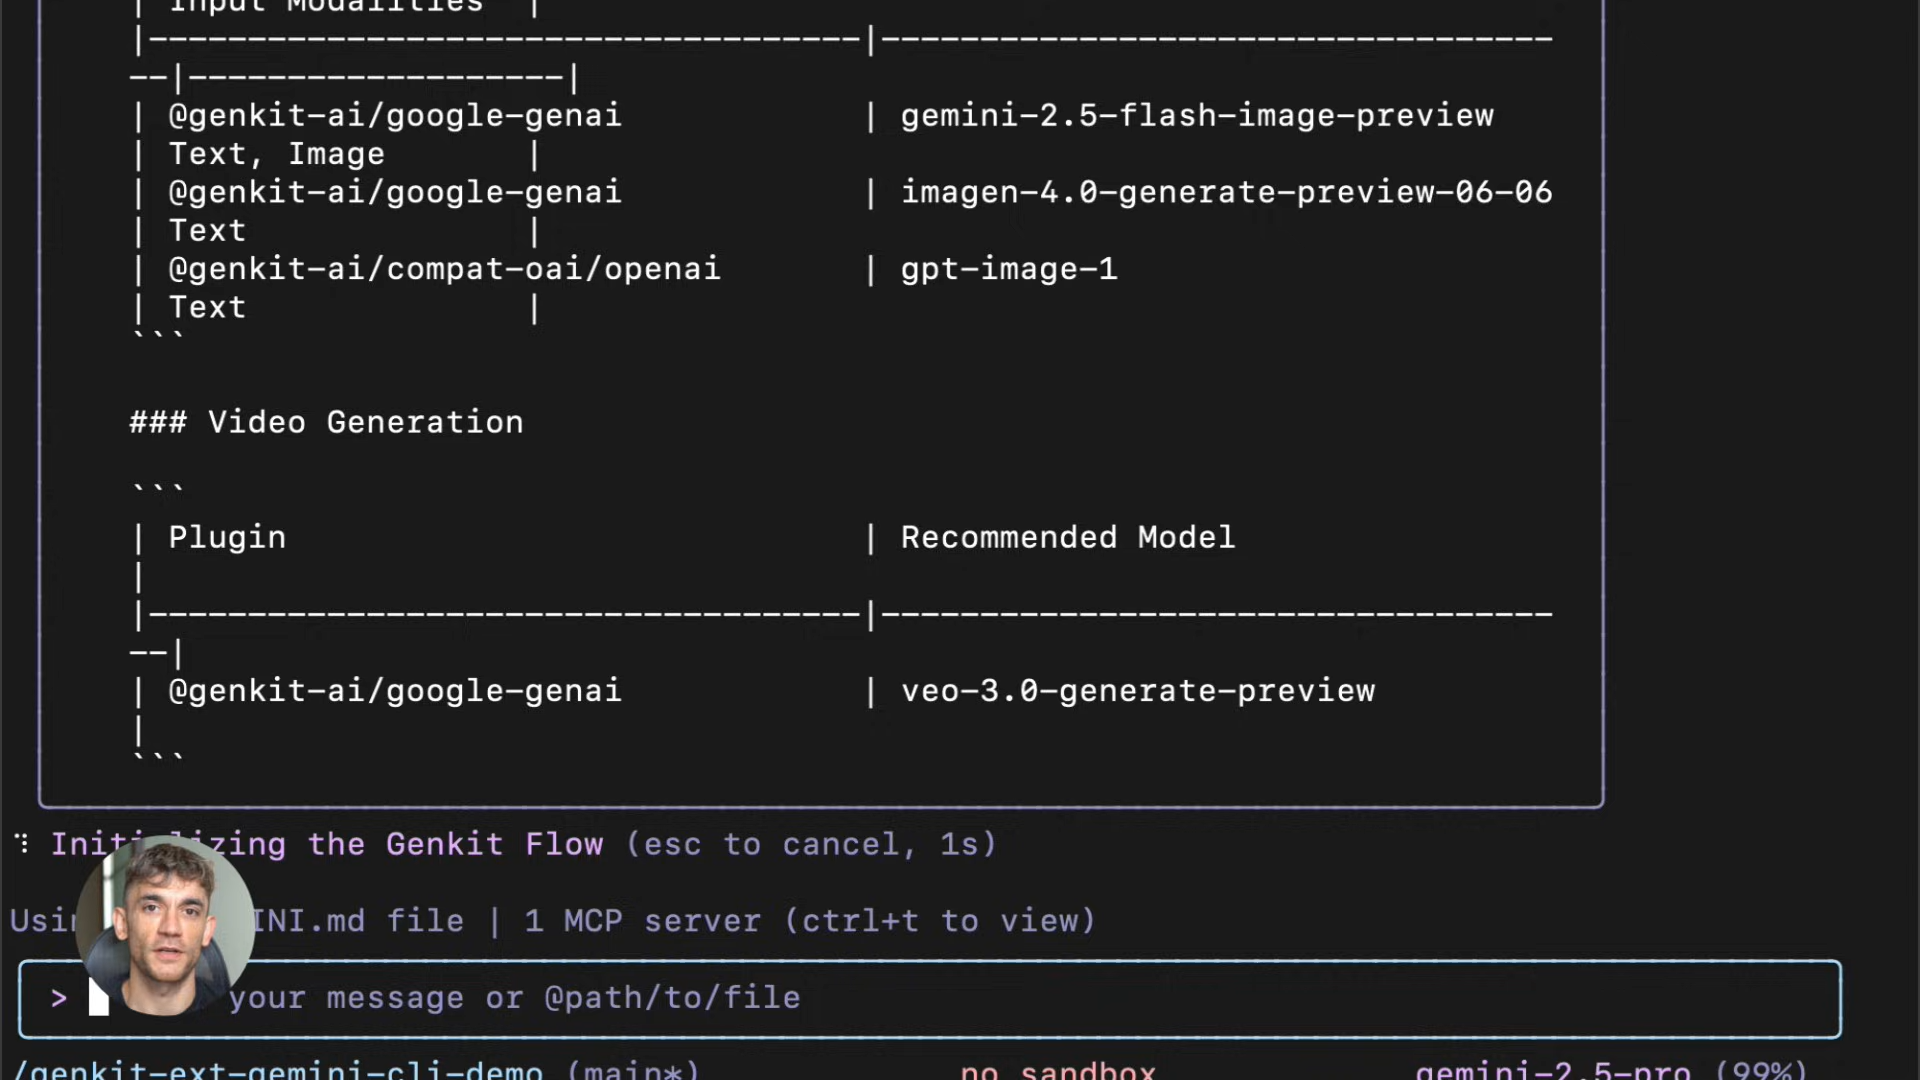 | Input Modalities |
|------------------------------------|----------------------------------
--|-------------------|
| @genkit-ai/google-genai | gemini-2.5-flash-image-preview
| Text, Image |
| @genkit-ai/google-genai | imagen-4.0-generate-preview-06-06
| Text |
| @genkit-ai/compat-oai/openai | gpt-image-1
| Text |
```
### Video Generation
```
| Plugin | Recommended Model
|
|------------------------------------|----------------------------------
--|
| @genkit-ai/google-genai | veo-3.0-generate-preview
|
```
Initializing the Genkit Flow (esc to cancel, 1s)
INI.md file | 1 MCP server (ctrl+t to view)
> your message or @path/to/file
/genkit-ext-gemini-cli-demo (main*) no sandbox gemini-2.5-pro (99%)